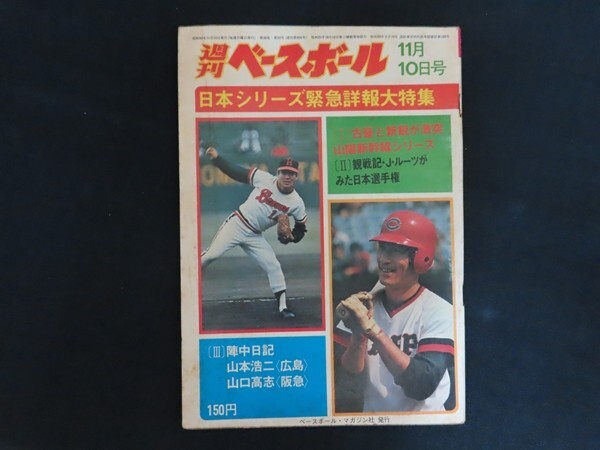 週刊ベースボール
11月
10日号
日本シリーズ緊急詳報大特集
山陽新幹線シリーズ
〔II〕観戦記・J・ルーツが
みた日本選手権
〔III〕陣中日記
山本浩二〈広島〉
山口高志〈阪急〉
150円
ベースボール・マガジン社 発行